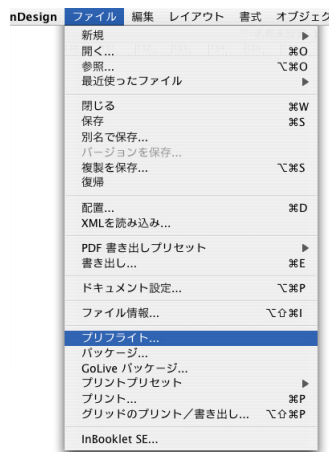 nDesign ファイル 編集 レイアウト 書式 オブジェク
新規 ▶
開く... ⌘O
参照... ⌥⌘O
最近使ったファイル ▶
閉じる ⌘W
保存 ⌘S
別名で保存...
バージョンを保存...
複製を保存... ⌥⌘S
復帰
配置... ⌘D
XMLを読み込み...
PDF 書き出しプリセット ▶
書き出し... ⌘E
ドキュメント設定... ⌥⌘P
ファイル情報... ⌥⇧⌘I
プリフライト...
パッケージ...
GoLive パッケージ...
プリントプリセット ▶
プリント... ⌘P
グリッドのプリント／書き出し... ⌥⇧⌘P
InBooklet SE...